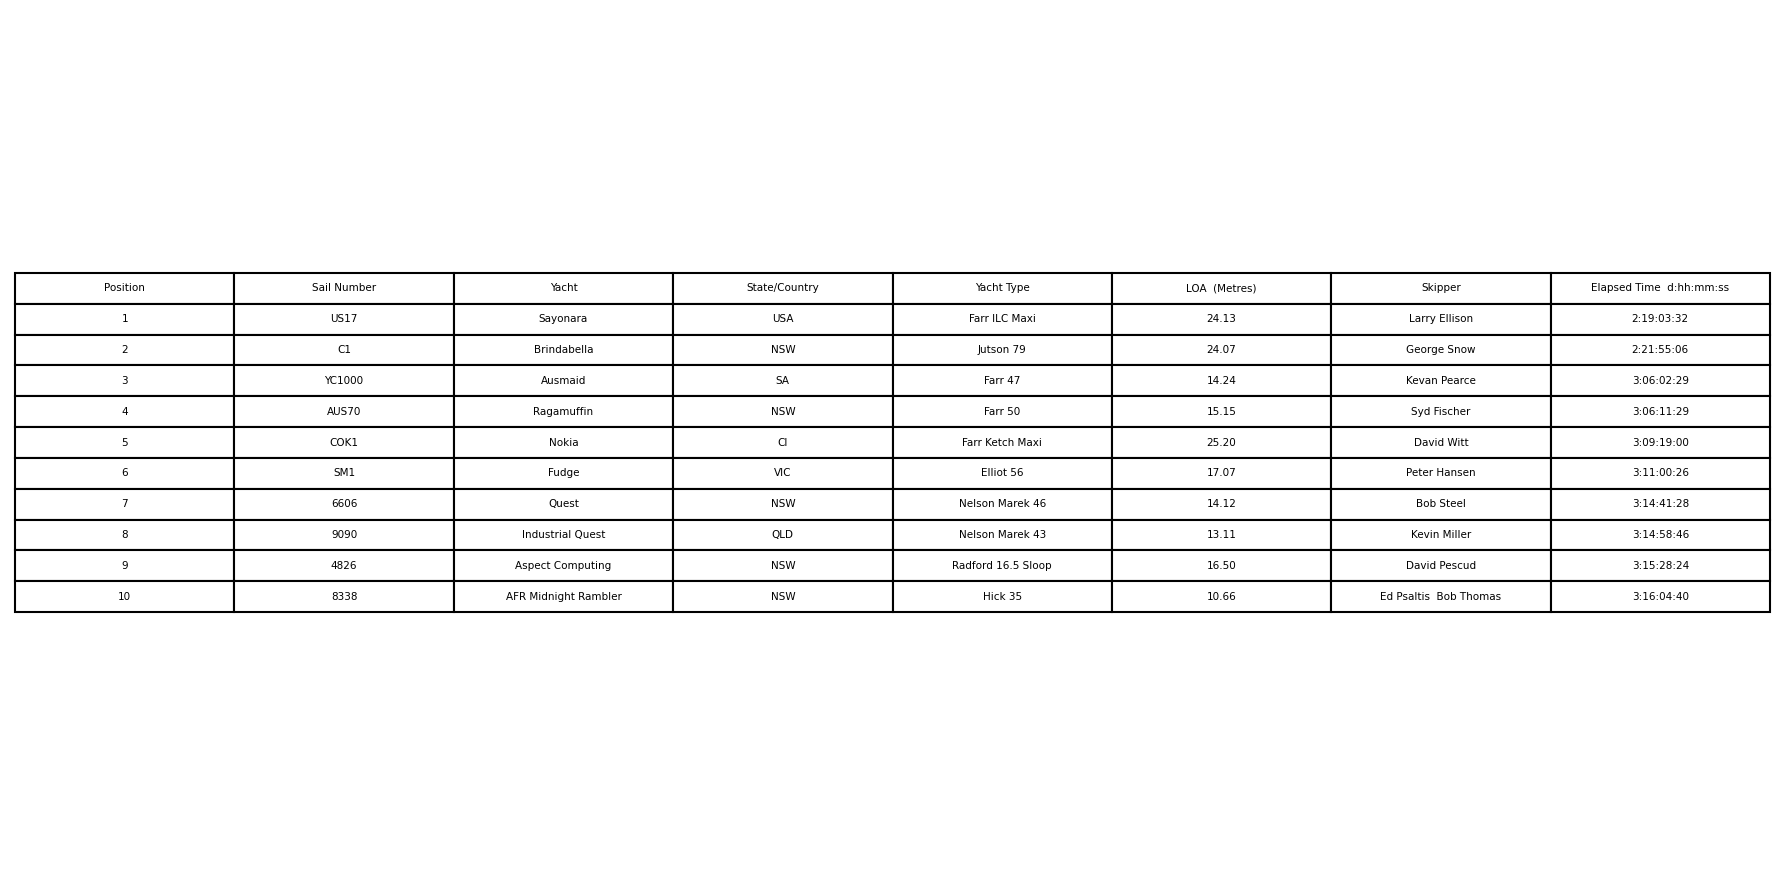 Position Sail Number Yacht State/Country Yacht Type LOA  (Metres) Skipper Elapsed Time  d:hh:mm:ss
1 US17 Sayonara USA Farr ILC Maxi 24.13 Larry Ellison 2:19:03:32
2 C1 Brindabella NSW Jutson 79 24.07 George Snow 2:21:55:06
3 YC1000 Ausmaid SA Farr 47 14.24 Kevan Pearce 3:06:02:29
4 AUS70 Ragamuffin NSW Farr 50 15.15 Syd Fischer 3:06:11:29
5 COK1 Nokia CI Farr Ketch Maxi 25.20 David Witt 3:09:19:00
6 SM1 Fudge VIC Elliot 56 17.07 Peter Hansen 3:11:00:26
7 6606 Quest NSW Nelson Marek 46 14.12 Bob Steel 3:14:41:28
8 9090 Industrial Quest QLD Nelson Marek 43 13.11 Kevin Miller 3:14:58:46
9 4826 Aspect Computing NSW Radford 16.5 Sloop 16.50 David Pescud 3:15:28:24
10 8338 AFR Midnight Rambler NSW Hick 35 10.66 Ed Psaltis  Bob Thomas 3:16:04:40